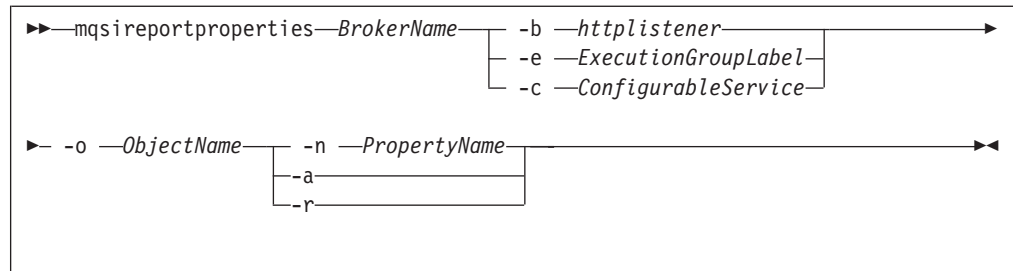 mqsireportproperties BrokerName -b httplistener
-e ExecutionGroupLabel
-c ConfigurableService
-o ObjectName -n PropertyName
-a
-r